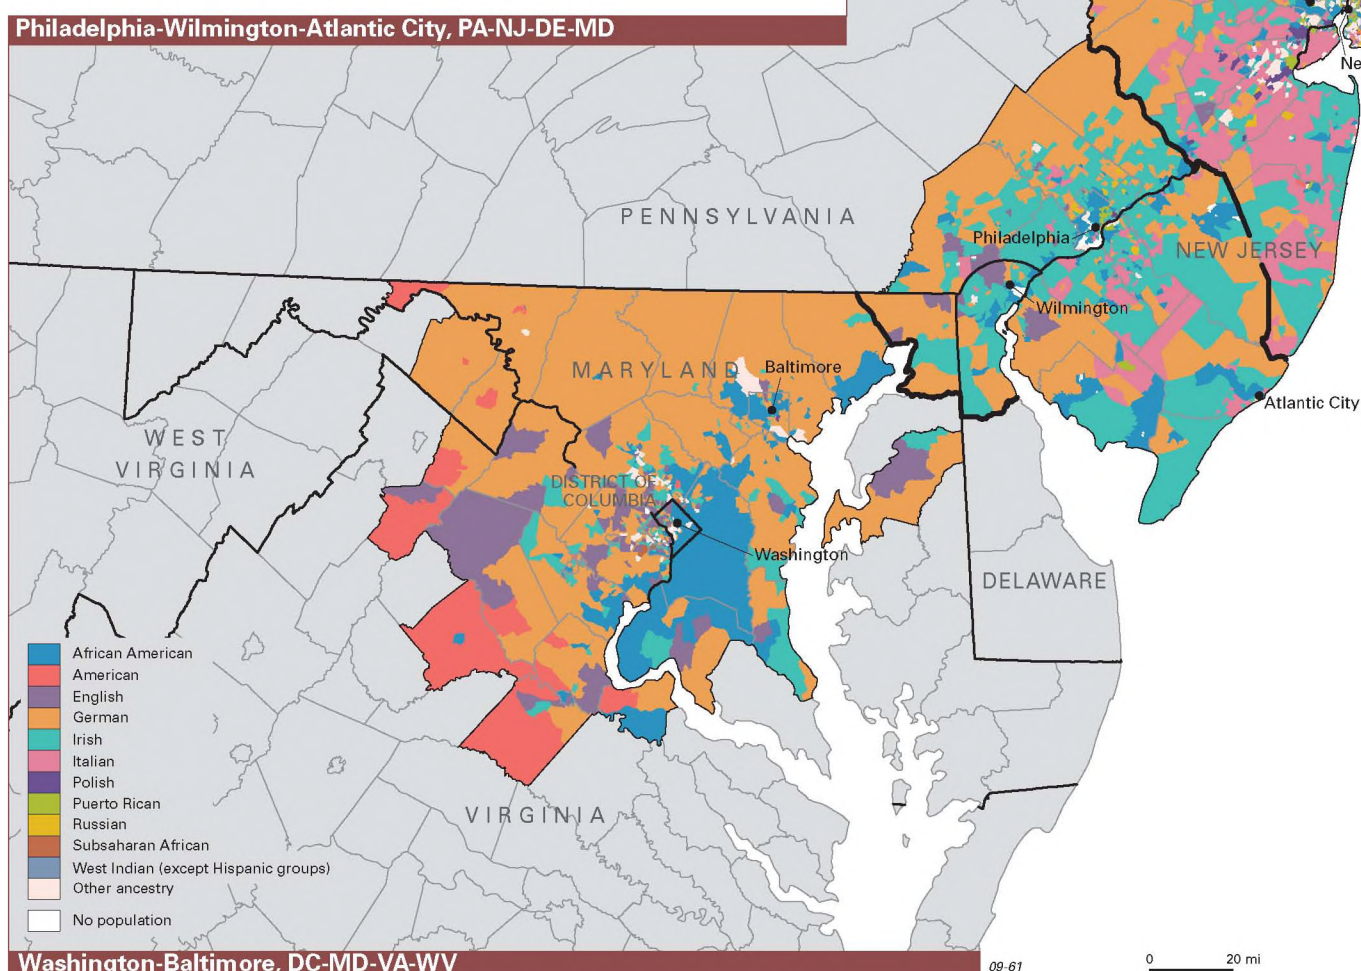 Philadelphia-Wilmington-Atlantic City, PA-NJ-DE-MD
Ne
PENNSYLVANIA
Philadelphia
NEW JERSEY
Wilmington
MARYLAND
Baltimore
Atlantic City
WEST
VIRGINIA
DISTRICT OF
COLUMBIA
Washington
DELAWARE
African American
American
English
German
Irish
Italian
Polish
Puerto Rican
Russian
Subsaharan African
West Indian (except Hispanic groups)
Other ancestry
No population
VIRGINIA
Washington-Baltimore, DC-MD-VA-WV
09-61
0 20 mi